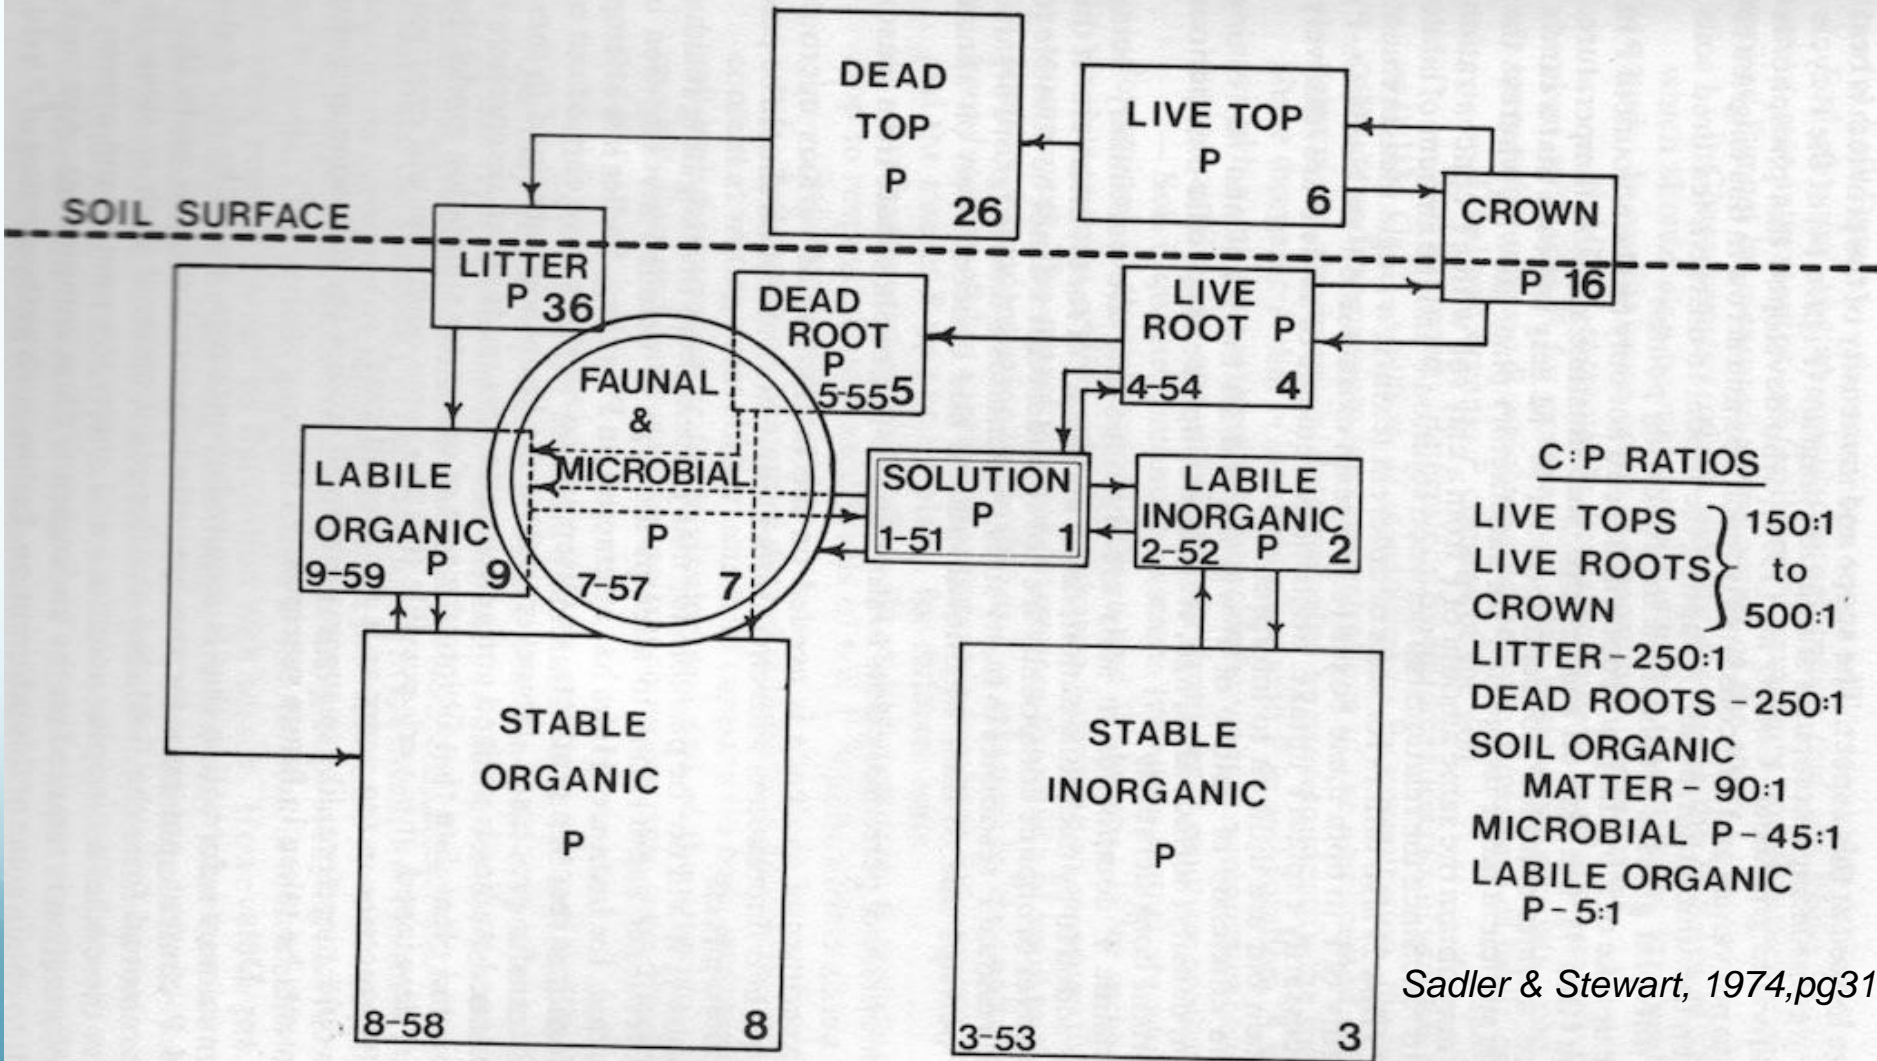 DEAD
TOP
P
26
LIVE TOP
P
6
CROWN
P 16
SOIL SURFACE
LITTER
P 36
DEAD
ROOT
P
5-55 5
LIVE
ROOT P
4-54 4
FAUNAL
&
MICROBIAL
P
7-57 7
LABILE
ORGANIC
P
9-59 9
SOLUTION
P
1-51 1
LABILE
INORGANIC
2-52 P 2
STABLE
ORGANIC
P
8-58 8
STABLE
INORGANIC
P
3-53 3
C:P RATIOS
LIVE TOPS 150:1
LIVE ROOTS to
CROWN 500:1
LITTER-250:1
DEAD ROOTS -250:1
SOIL ORGANIC
MATTER- 90:1
MICROBIAL P-45:1
LABILE ORGANIC
P-5:1
Sadler & Stewart, 1974,pg31